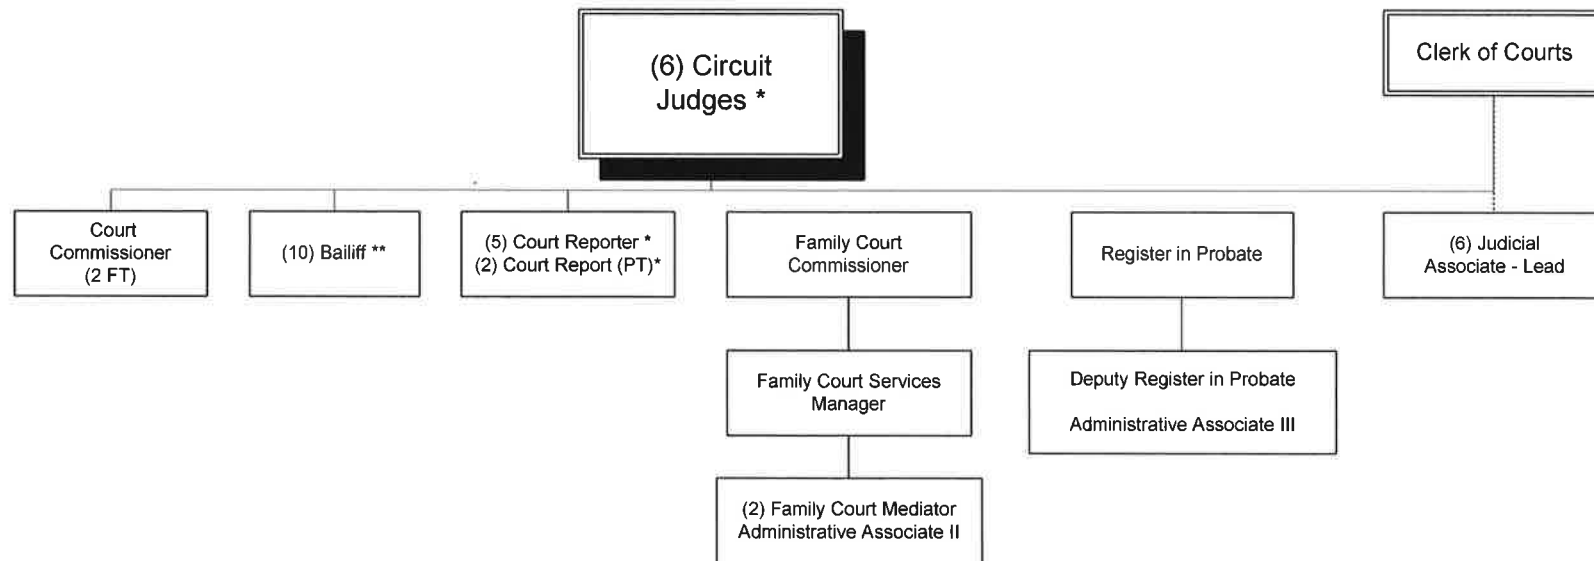 (6) Circuit
Judges *
Clerk of Courts
Court
Commissioner
(2 FT)
(10) Bailiff **
(5) Court Reporter *
(2) Court Report (PT)*
Family Court
Commissioner
Register in Probate
(6) Judicial
Associate - Lead
Family Court Services
Manager
Deputy Register in Probate
Administrative Associate III
(2) Family Court Mediator
Administrative Associate II